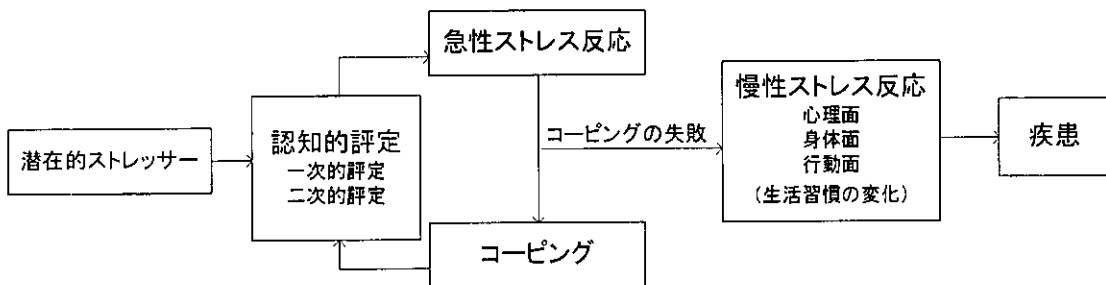 潜在的ストレッサー
認知的評定
一次的評定
二次的評定
急性ストレス反応
コーピング
コーピングの失敗
慢性ストレス反応
心理面
身体面
行動面
(生活習慣の変化)
疾患